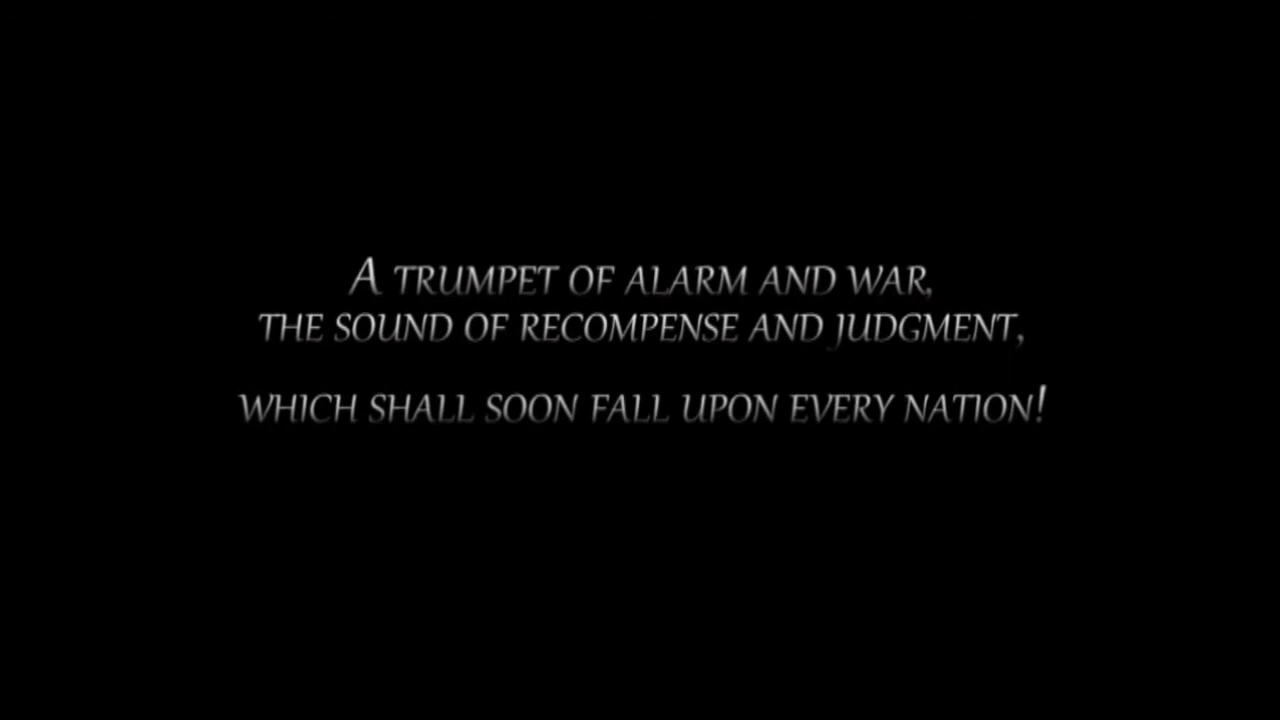 A TRUMPET OF ALARM AND WAR,
THE SOUND OF RECOMPENSE AND JUDGMENT,
WHICH SHALL SOON FALL UPON EVERY NATION!